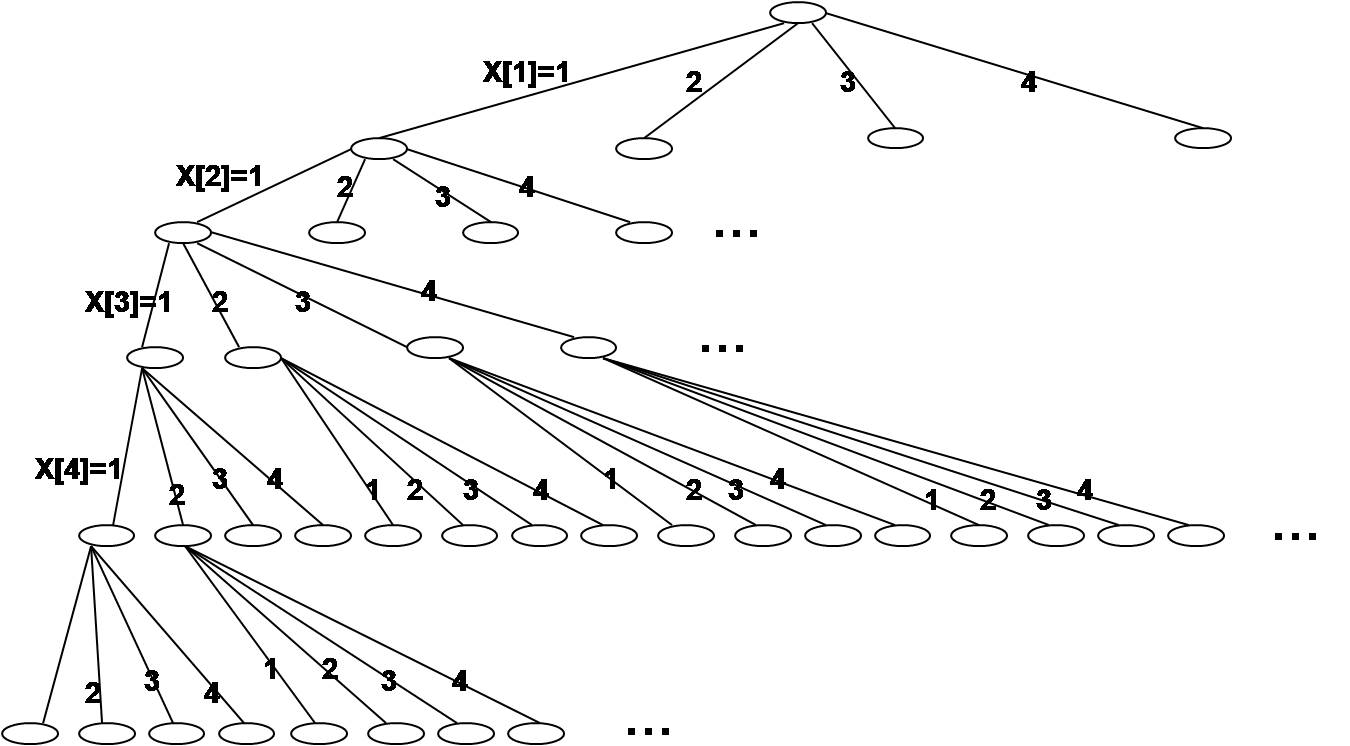 X[1]=1 2 3 4
X[2]=1 2 3 4 ...
X[3]=1 2 3 4 ...
X[4]=1 2 3 4 1 2 3 4 1 2 3 4 1 2 3 4 ...
2 3 4 1 2 3 4 ...